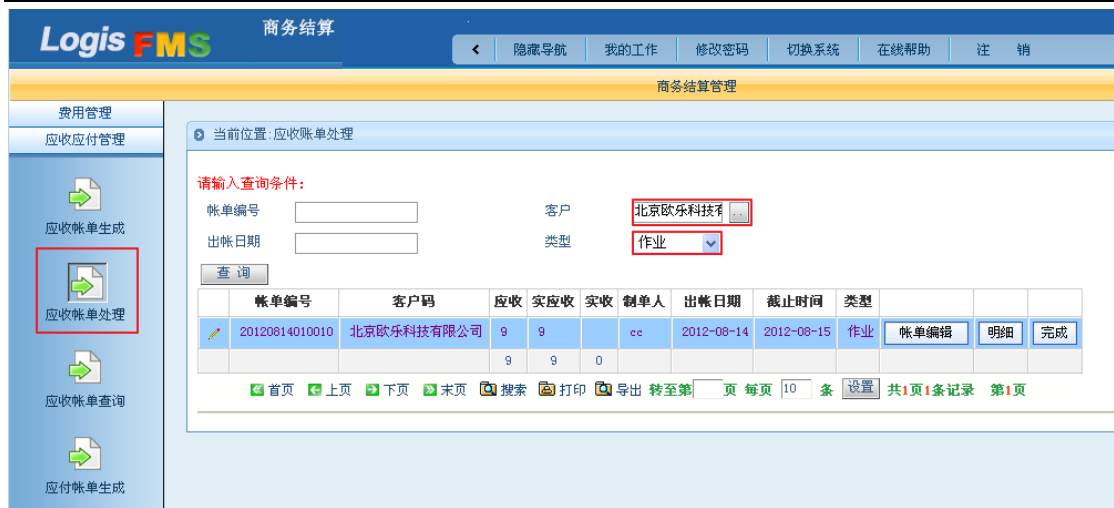 Logis FMS
商务结算
隐藏导航 我的工作 修改密码 切换系统 在线帮助 注 销
商务结算管理
费用管理
应收应付管理
当前位置:应收账单处理
请输入查询条件：
帐单编号 客户 北京欧乐科技有 ..
应收帐单生成
出帐日期 类型 作业
查 询
帐单编号 客户码 应收 实应收 实收 制单人 出帐日期 截止时间 类型
应收帐单处理
20120814010010 北京欧乐科技有限公司 9 9 cc 2012-08-14 2012-08-15 作业 帐单编辑 明细 完成
9 9 0
首页 上页 下页 末页 搜索 打印 导出 转至第 页 每页 10 条 设置 共1页1条记录 第1页
应收帐单查询
应付帐单生成